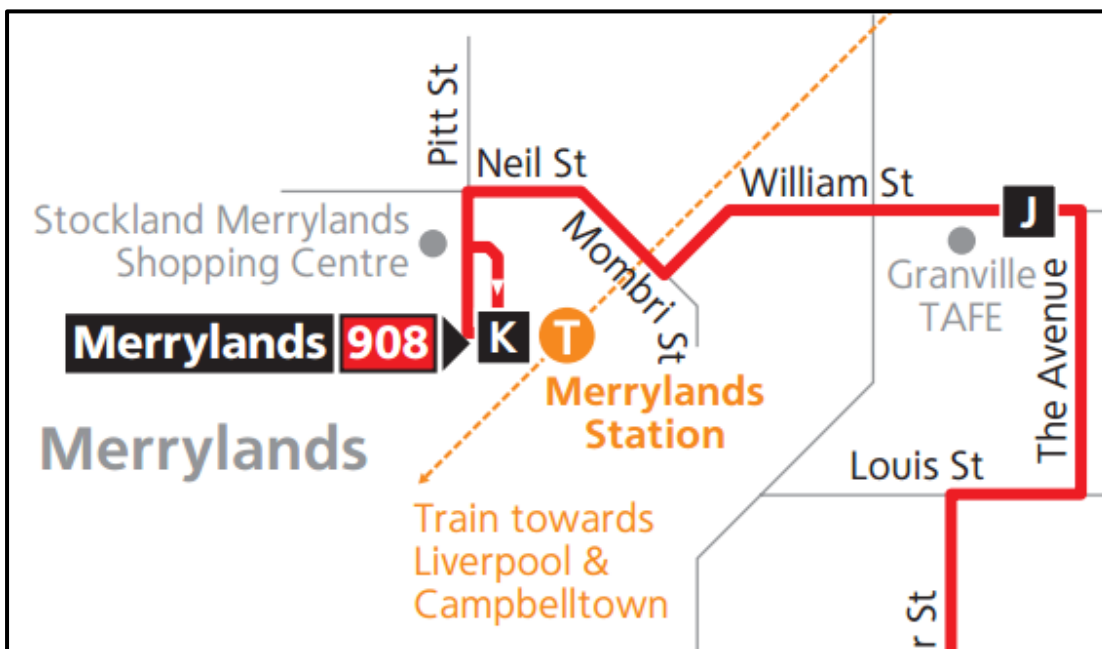 Pitt St
Neil St
William St
Stockland Merrylands
Shopping Centre
Mombri St
J
Granville
TAFE
The Avenue
Merrylands 908
K
T
Merrylands
Station
Merrylands
Louis St
Train towards
Liverpool &
Campbelltown
r St